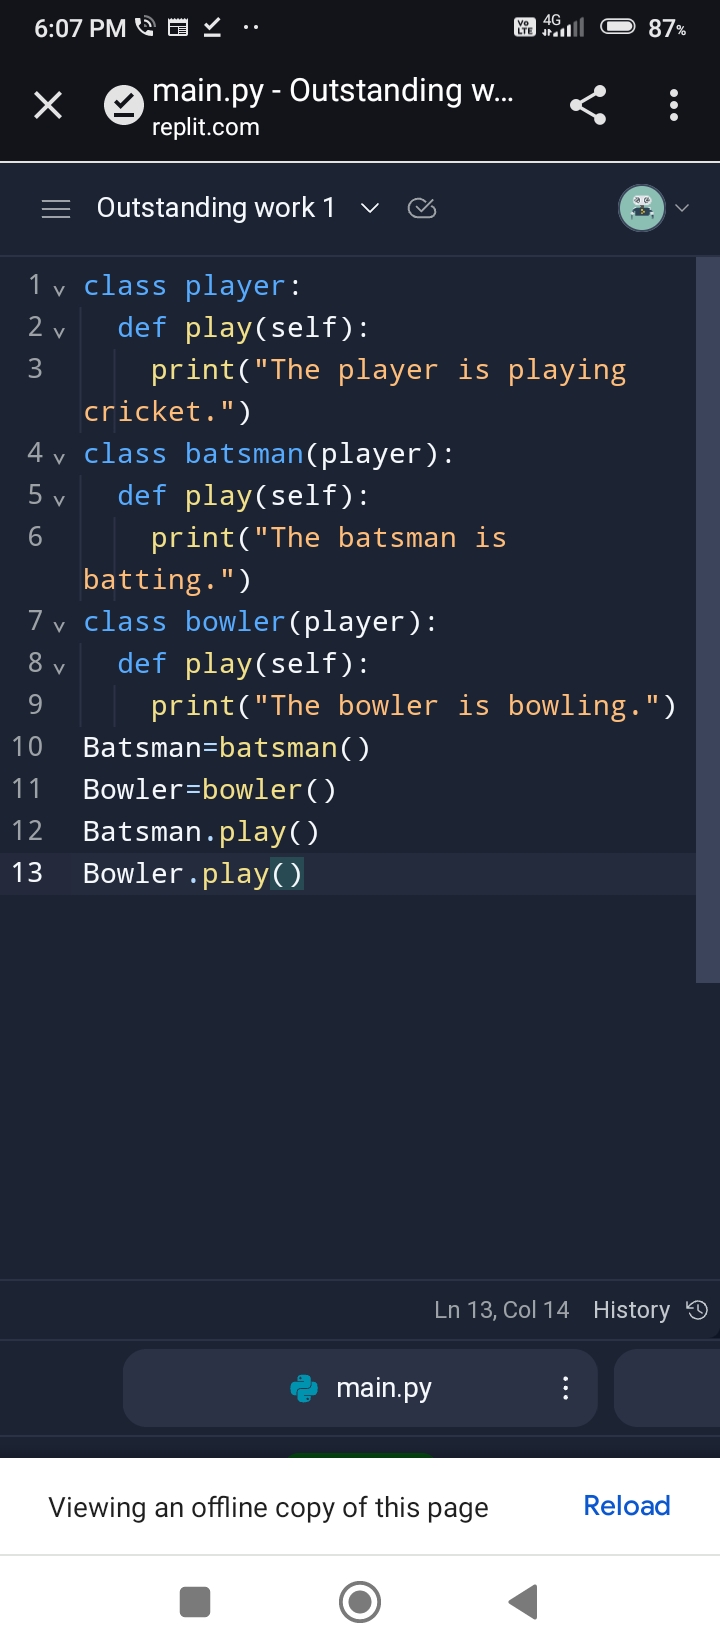 6:07 PM
Vo LTE 4G 87%
main.py - Outstanding w...
replit.com
Outstanding work 1
1 class player:
2 def play(self):
3 print("The player is playing
cricket.")
4 class batsman(player):
5 def play(self):
6 print("The batsman is
batting.")
7 class bowler(player):
8 def play(self):
9 print("The bowler is bowling.")
10 Batsman=batsman()
11 Bowler=bowler()
12 Batsman.play()
13 Bowler.play()
Ln 13, Col 14 History
main.py
Viewing an offline copy of this page Reload